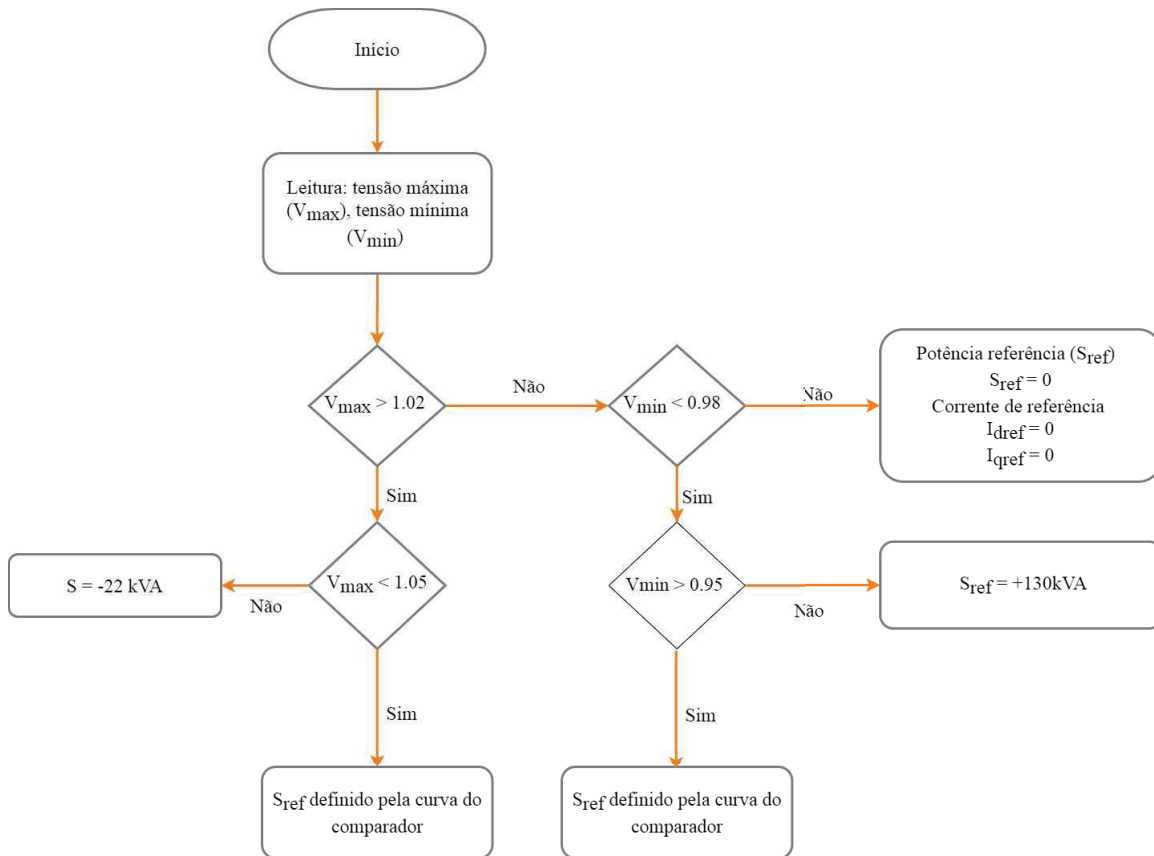 Início
Leitura: tensão máxima
(Vmax), tensão mínima
(Vmin)
Vmax > 1.02
Não
Vmin < 0.98
Não
Potência referência (Sref)
Sref = 0
Corrente de referência
Idref = 0
Iqref = 0
Sim
Sim
S = -22 kVA
Não
Vmax < 1.05
Vmin > 0.95
Não
Sref = +130kVA
Sim
Sim
Sref definido pela curva do
comparador
Sref definido pela curva do
comparador